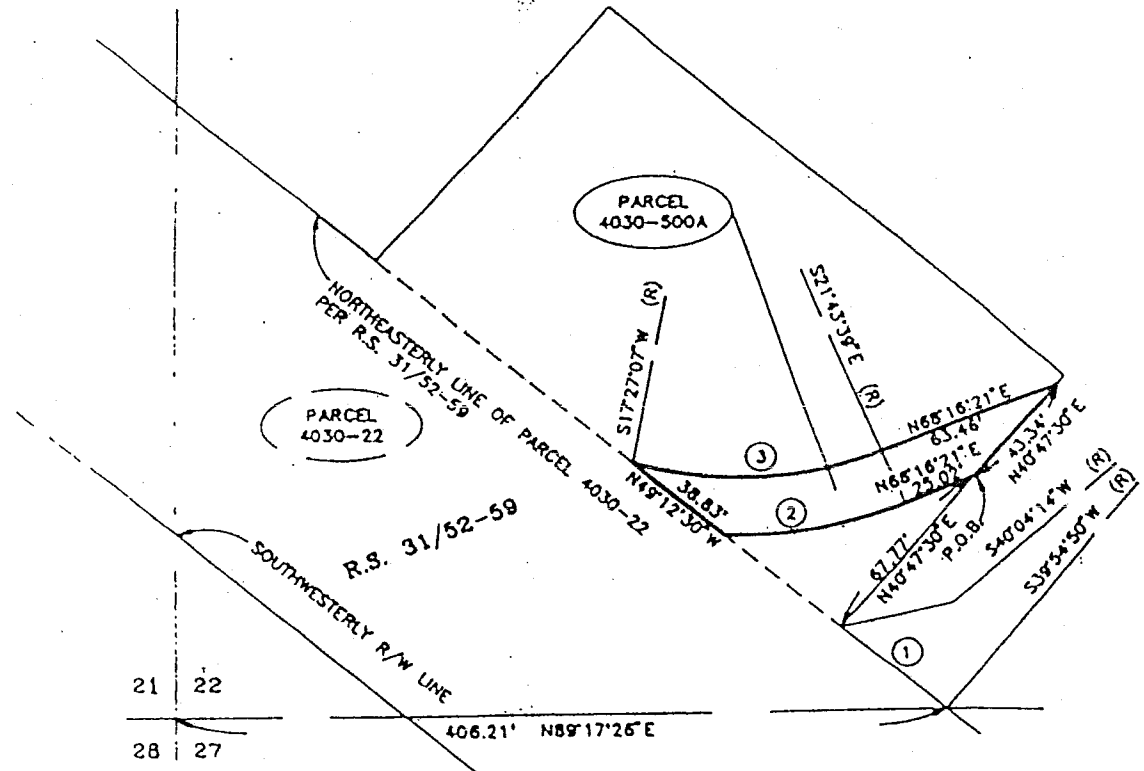 PARCEL
4030-500A
NORTHEASTERLY LINE OF PARCEL 4030-22
PER R.S. 31/52-59
S17°27'07"W (R)
S21°43'39"E (R)
PARCEL
4030-22
N68°16'21"E
63.46'
3
43.34'
N40°47'30"E
N68°16'21"E
25.02'
38.83'
N49°12'30"W
2
R.S. 31/52-59
67.77'
N40°47'30"E
P.O.B.
S40°04'14"W (R)
S39°54'50"W (R)
SOUTHWESTERLY R/W LINE
1
21 22
28 27
406.21' N89°17'26"E